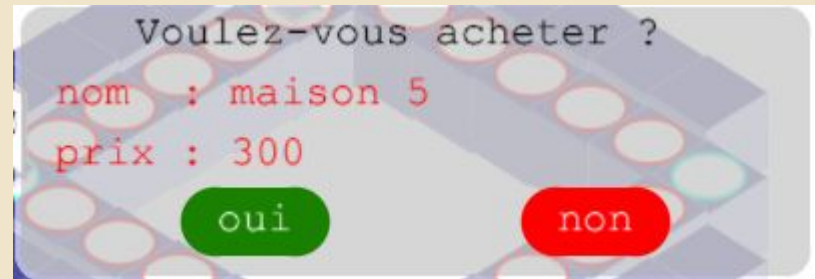 Voulez-vous acheter ?
nom : maison 5
prix : 300
oui non